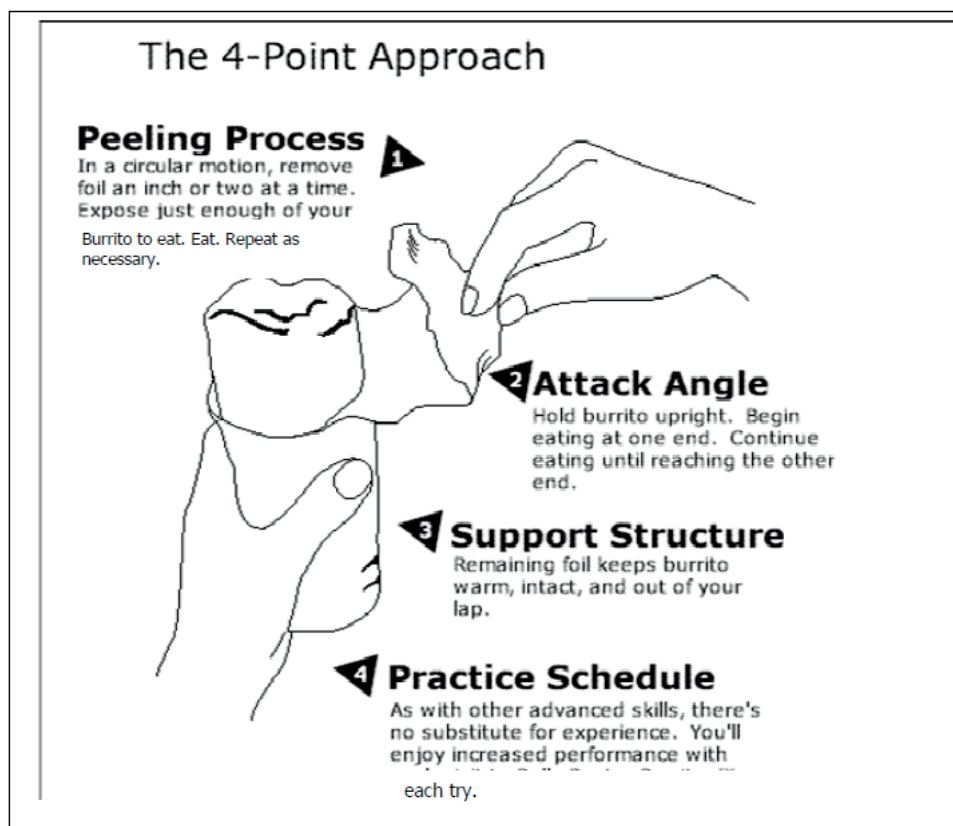 The 4-Point Approach
Peeling Process
1
In a circular motion, remove
foil an inch or two at a time.
Expose just enough of your
Burrito to eat. Eat. Repeat as
necessary.
2
Attack Angle
Hold burrito upright. Begin
eating at one end. Continue
eating until reaching the other
end.
3
Support Structure
Remaining foil keeps burrito
warm, intact, and out of your
lap.
4
Practice Schedule
As with other advanced skills, there's
no substitute for experience. You'll
enjoy increased performance with
each try.